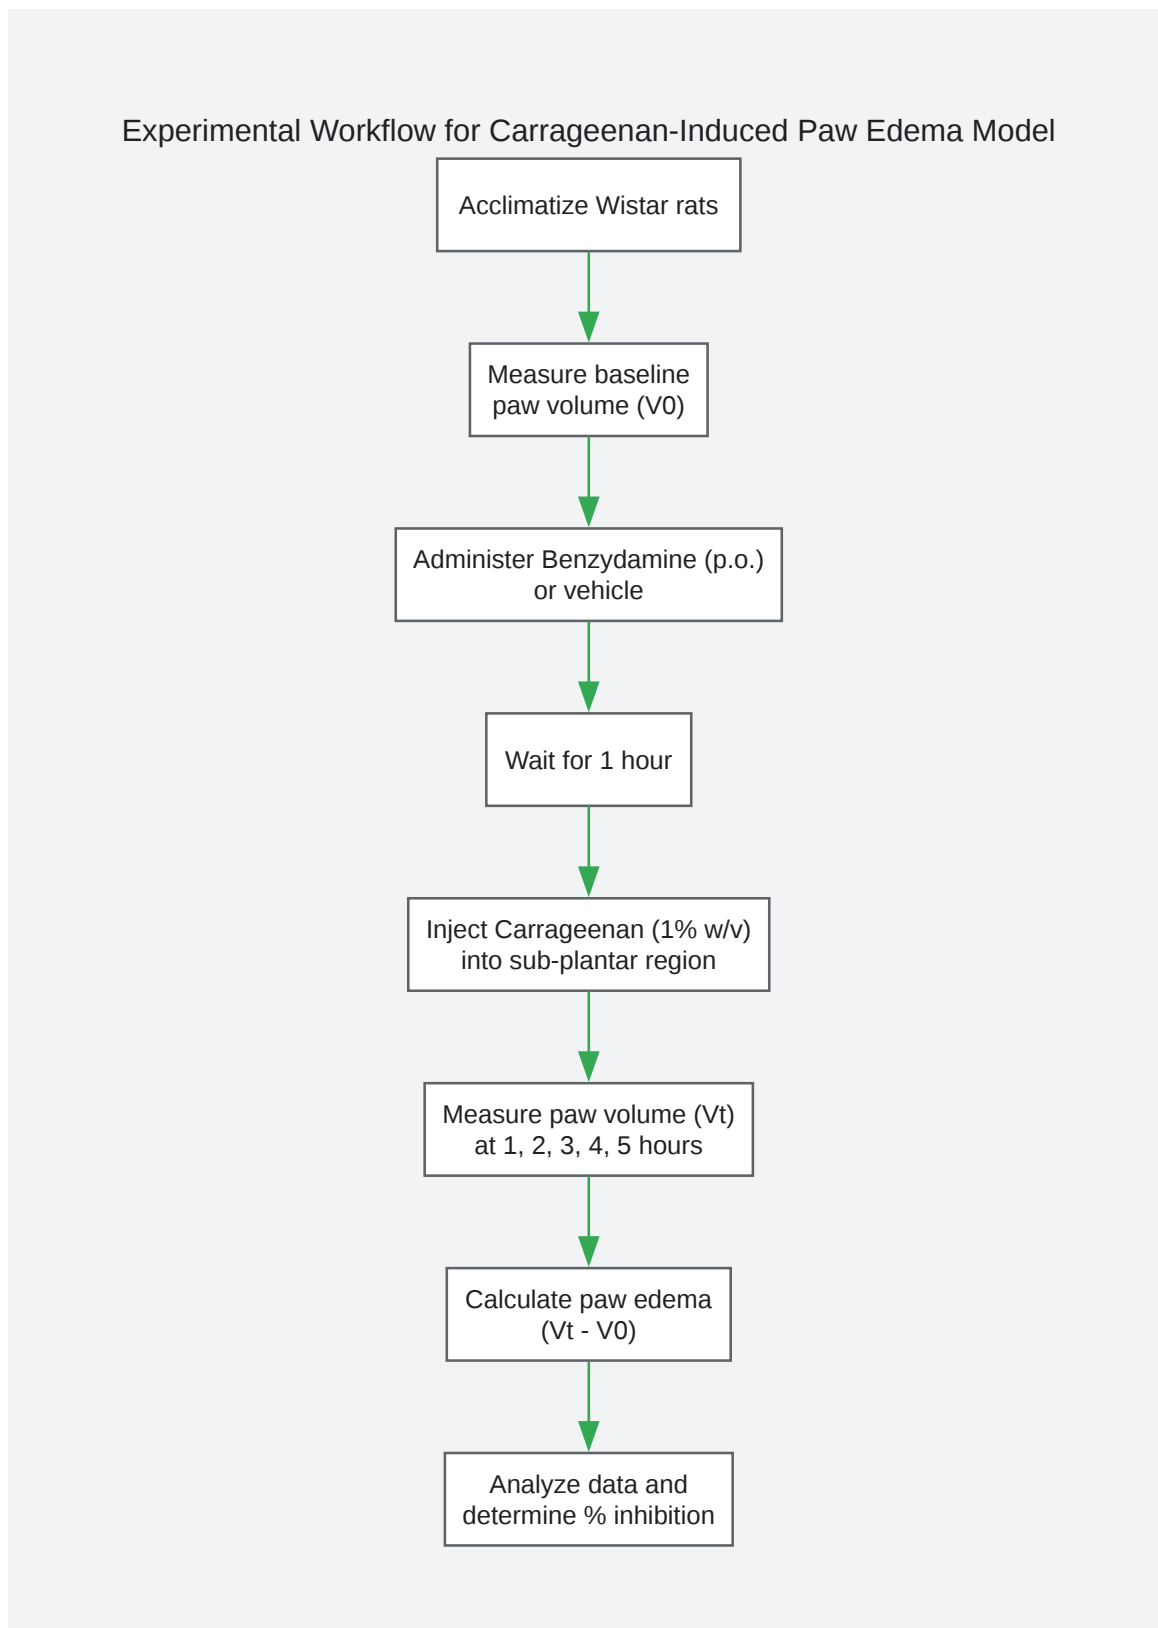 Experimental Workflow for Carrageenan-Induced Paw Edema Model
Acclimatize Wistar rats
Measure baseline
paw volume (V0)
Administer Benzydamine (p.o.)
or vehicle
Wait for 1 hour
Inject Carrageenan (1% w/v)
into sub-plantar region
Measure paw volume (Vt)
at 1, 2, 3, 4, 5 hours
Calculate paw edema
(Vt - V0)
Analyze data and
determine % inhibition